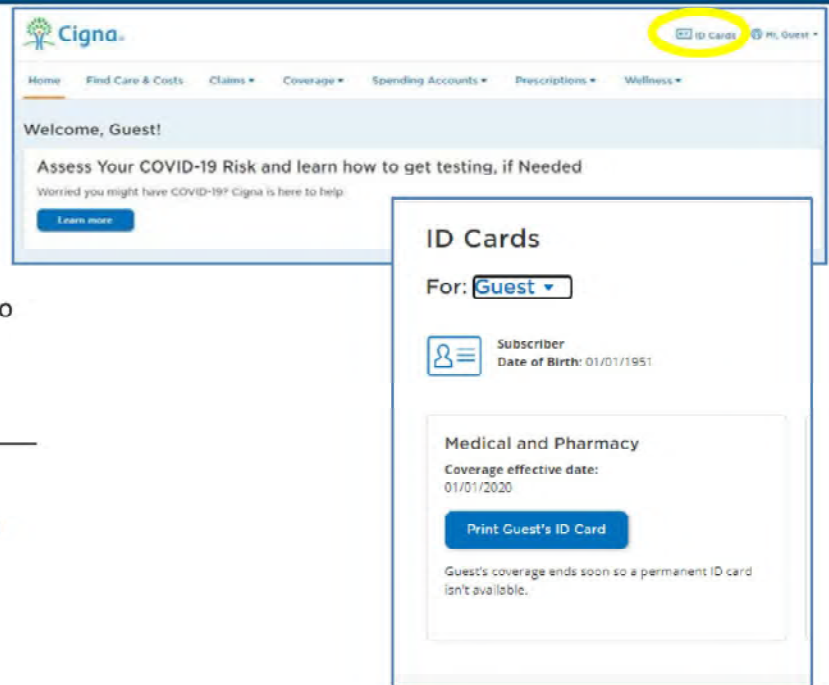 Cigna.
ID Cards
Hi, Guest
Home Find Care & Costs Claims Coverage Spending Accounts Prescriptions Wellness
Welcome, Guest!
Assess Your COVID-19 Risk and learn how to get testing, if Needed
Worried you might have COVID-19? Cigna is here to help
Learn more
o
ID Cards
For: Guest
Subscriber
Date of Birth: 01/01/1951
Medical and Pharmacy
Coverage effective date:
01/01/2020
Print Guest's ID Card
Guest's coverage ends soon so a permanent ID card
isn't available.